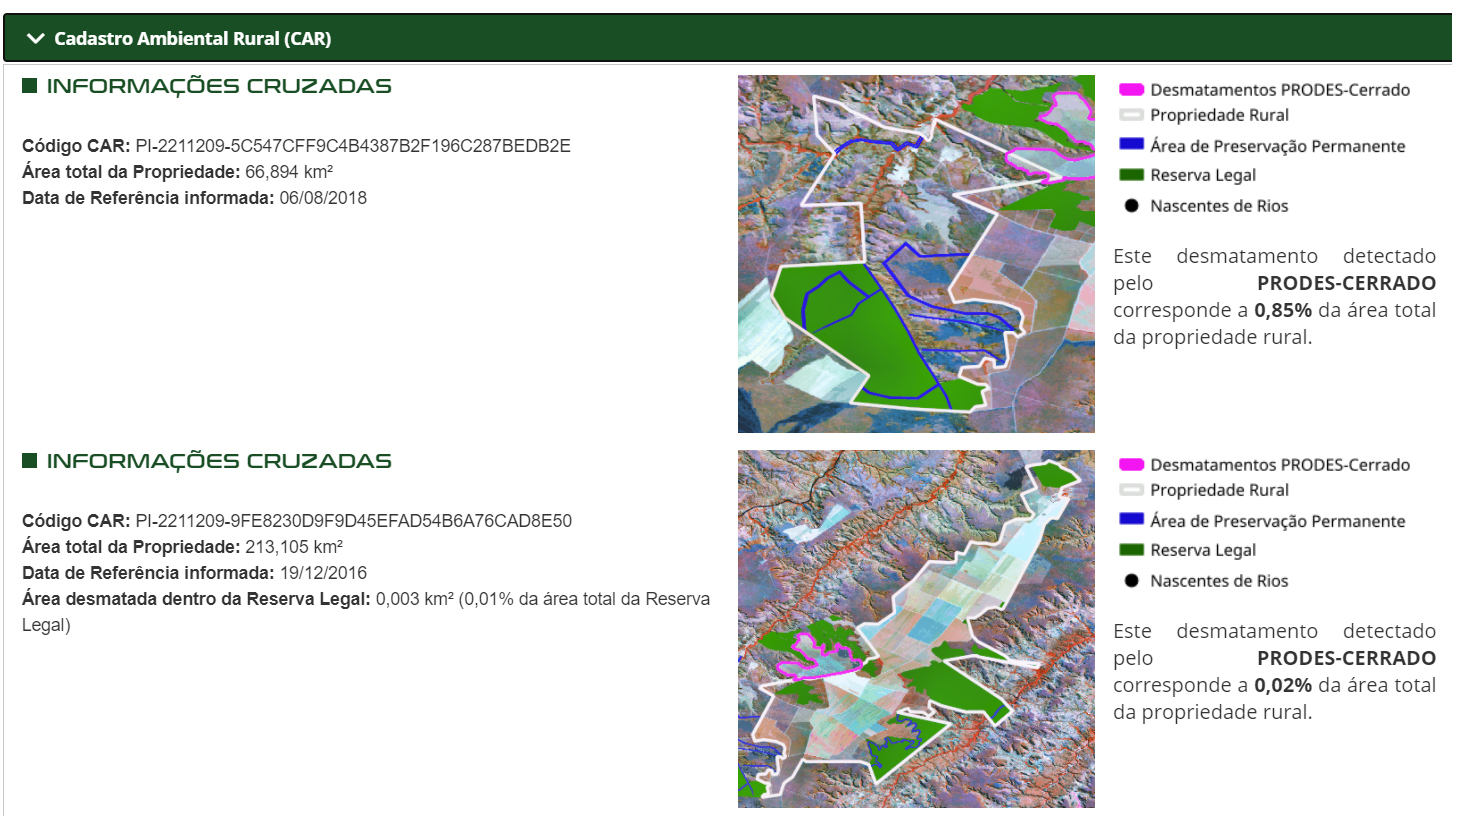 Cadastro Ambiental Rural (CAR)
INFORMAÇÕES CRUZADAS
Código CAR: PI-2211209-5C547CFF9C4B4387B2F196C287BEDB2E
Área total da Propriedade: 66,894 km²
Data de Referência informada: 06/08/2018
Desmatamentos PRODES-Cerrado
Propriedade Rural
Área de Preservação Permanente
Reserva Legal
Nascentes de Rios
Este desmatamento detectado
pelo PRODES-CERRADO
corresponde a 0,85% da área total
da propriedade rural.
INFORMAÇÕES CRUZADAS
Código CAR: PI-2211209-9FE8230D9F9D45EFAD54B6A76CAD8E50
Área total da Propriedade: 213,105 km²
Data de Referência informada: 19/12/2016
Área desmatada dentro da Reserva Legal: 0,003 km² (0,01% da área total da Reserva
Legal)
Desmatamentos PRODES-Cerrado
Propriedade Rural
Área de Preservação Permanente
Reserva Legal
Nascentes de Rios
Este desmatamento detectado
pelo PRODES-CERRADO
corresponde a 0,02% da área total
da propriedade rural.